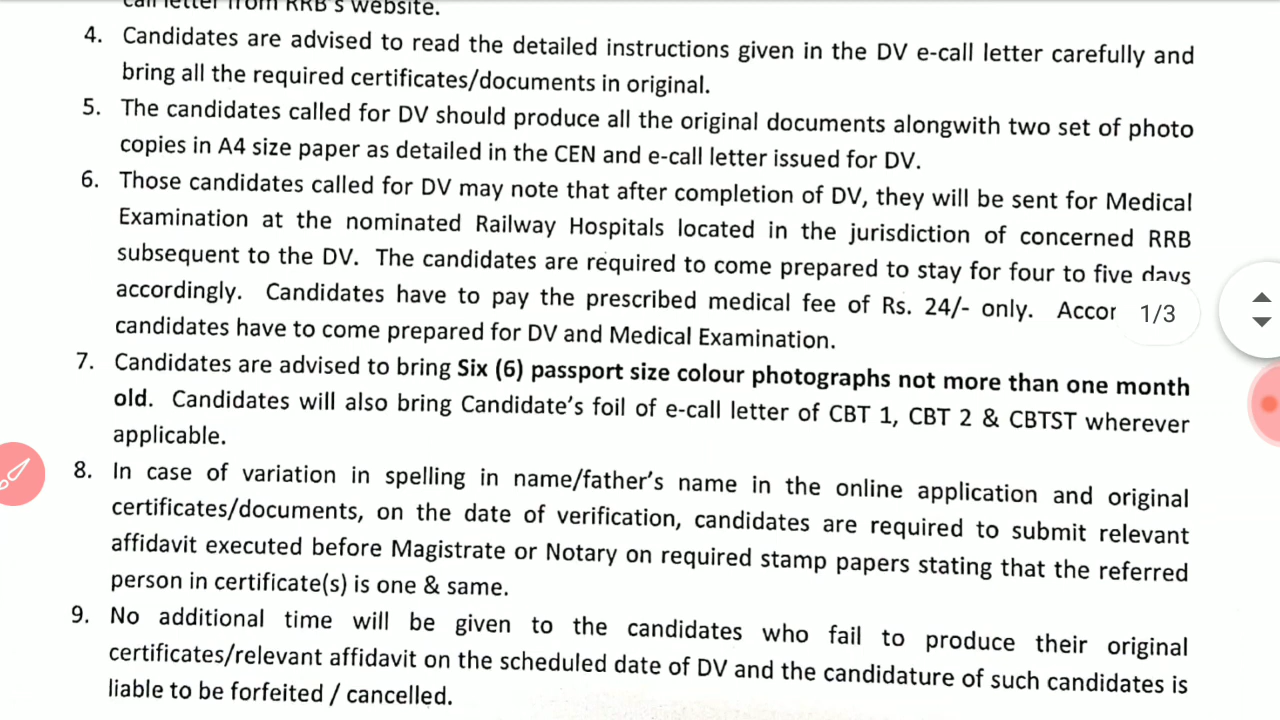 call letter from RRB's website.
4. Candidates are advised to read the detailed instructions given in the DV e-call letter carefully and
bring all the required certificates/documents in original.
5. The candidates called for DV should produce all the original documents alongwith two set of photo
copies in A4 size paper as detailed in the CEN and e-call letter issued for DV.
6. Those candidates called for DV may note that after completion of DV, they will be sent for Medical
Examination at the nominated Railway Hospitals located in the jurisdiction of concerned RRB
subsequent to the DV. The candidates are required to come prepared to stay for four to five days
accordingly. Candidates have to pay the prescribed medical fee of Rs. 24/- only.
1/3
candidates have to come prepared for DV and Medical Examination.
7. Candidates are advised to bring Six (6) passport size colour photographs not more than one month
old. Candidates will also bring Candidate's foil of e-call letter of CBT 1, CBT 2 & CBTST wherever
applicable.
8. In case of variation in spelling in name/father's name in the online application and original
certificates/documents, on the date of verification, candidates are required to submit relevant
affidavit executed before Magistrate or Notary on required stamp papers stating that the referred
person in certificate(s) is one & same.
9. No additional time will be given to the candidates who fail to produce their original
certificates/relevant affidavit on the scheduled date of DV and the candidature of such candidates is
liable to be forfeited / cancelled.